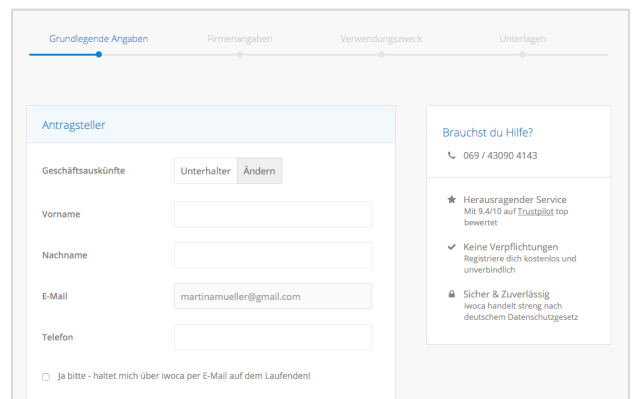 Grundlegende Angaben
Firmenangaben
Verwendungszweck
Unterlagen
Antragsteller
Geschäftsauskünfte
Unterhalter Ändern
Vorname
Nachname
E-Mail
martinamueller@gmail.com
Telefon
Ja bitte - haltet mich über iwoca per E-Mail auf dem Laufenden!
Brauchst du Hilfe?
069 / 43090 4143
Herausragender Service
Mit 9.4/10 auf Trustpilot top
bewertet
Keine Verpflichtungen
Registriere dich kostenlos und
unverbindlich
Sicher & Zuverlässig
iwoca handelt streng nach
deutschem Datenschutzgesetz